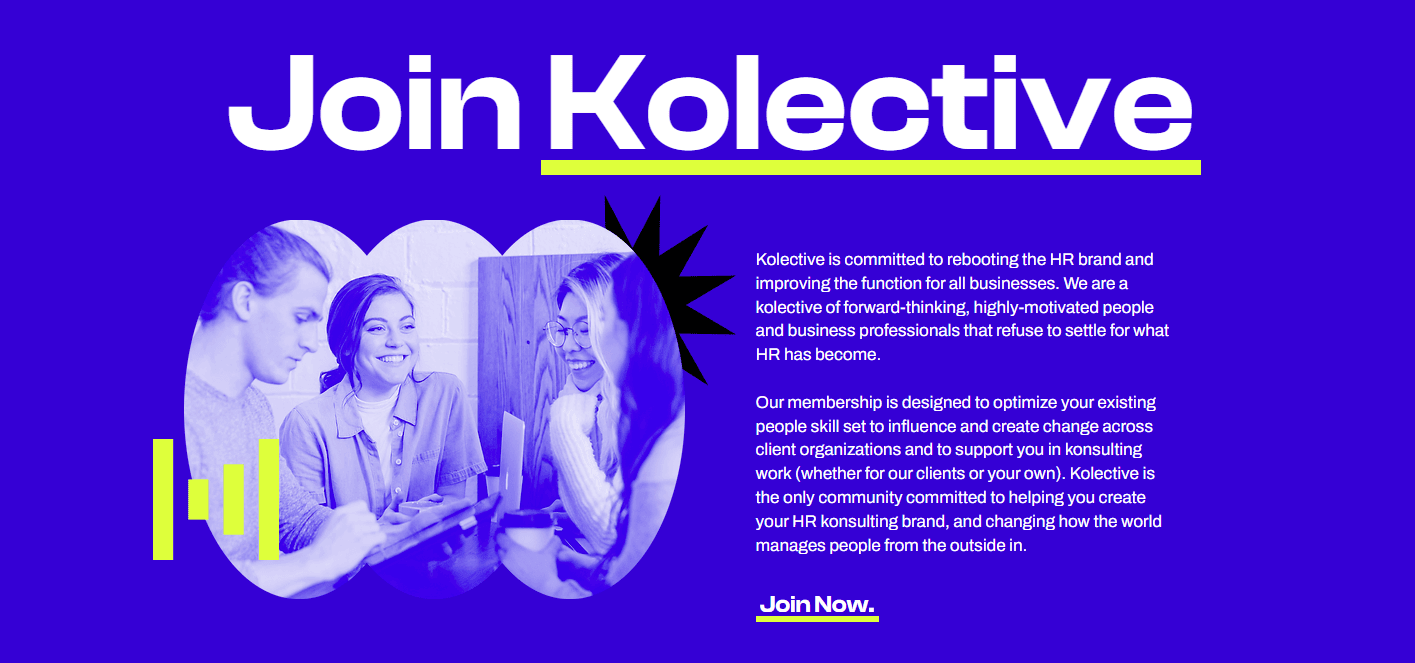 Join Kolective
Kolective is committed to rebooting the HR brand and
improving the function for all businesses. We are a
kolective of forward-thinking, highly-motivated people
and business professionals that refuse to settle for what
HR has become.
Our membership is designed to optimize your existing
people skill set to influence and create change across
client organizations and to support you in konsulting
work (whether for our clients or your own). Kolective is
the only community committed to helping you create
your HR konsulting brand, and changing how the world
manages people from the outside in.
Join Now.